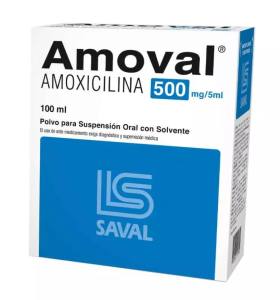 Amoval®
AMOXICILINA 500 mg/5ml
100 ml
Polvo para Suspensión Oral con Solvente
El uso de este medicamento exige diagnóstico y supervisión médica
LS
SAVAL